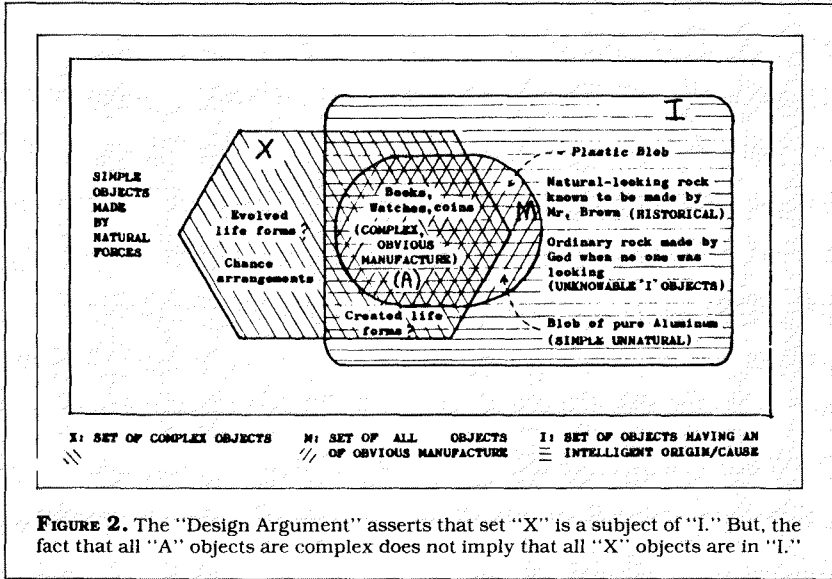 X
I
SIMPLE
OBJECTS
MADE
BY
NATURAL
FORCES
Evolved
life forms?
Chance
arrangements
Books,
Watches, coins
(COMPLEX,
OBVIOUS
MANUFACTURE)
(A)
M
Created life
forms?
Plastic Blob
Natural-looking rock
known to be made by
Mr. Brown (HISTORICAL)
Ordinary rock made by
God when no one was
looking
(UNKNOWABLE "I" OBJECTS)
Blob of pure Aluminum
(SIMPLE UNNATURAL)
X: SET OF COMPLEX OBJECTS
M: SET OF ALL OBJECTS
OF OBVIOUS MANUFACTURE
I: SET OF OBJECTS HAVING AN
INTELLIGENT ORIGIN/CAUSE
FIGURE 2. The "Design Argument" asserts that set "X" is a subject of "I." But, the
fact that all "A" objects are complex does not imply that all "X" objects are in "I."